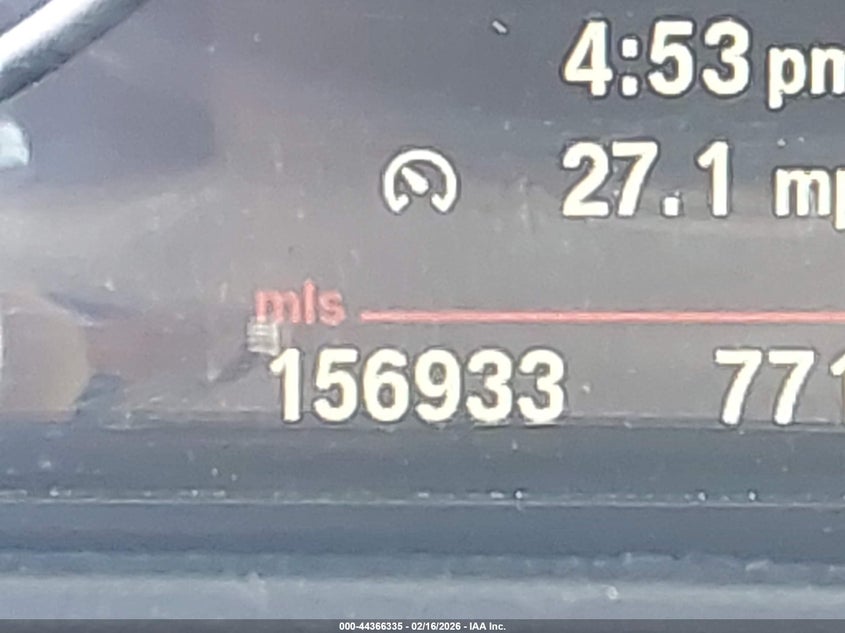 4:53 pm
27.1 mp
mls
156933 771
000-44366335 - 02/16/2026 - IAA Inc.